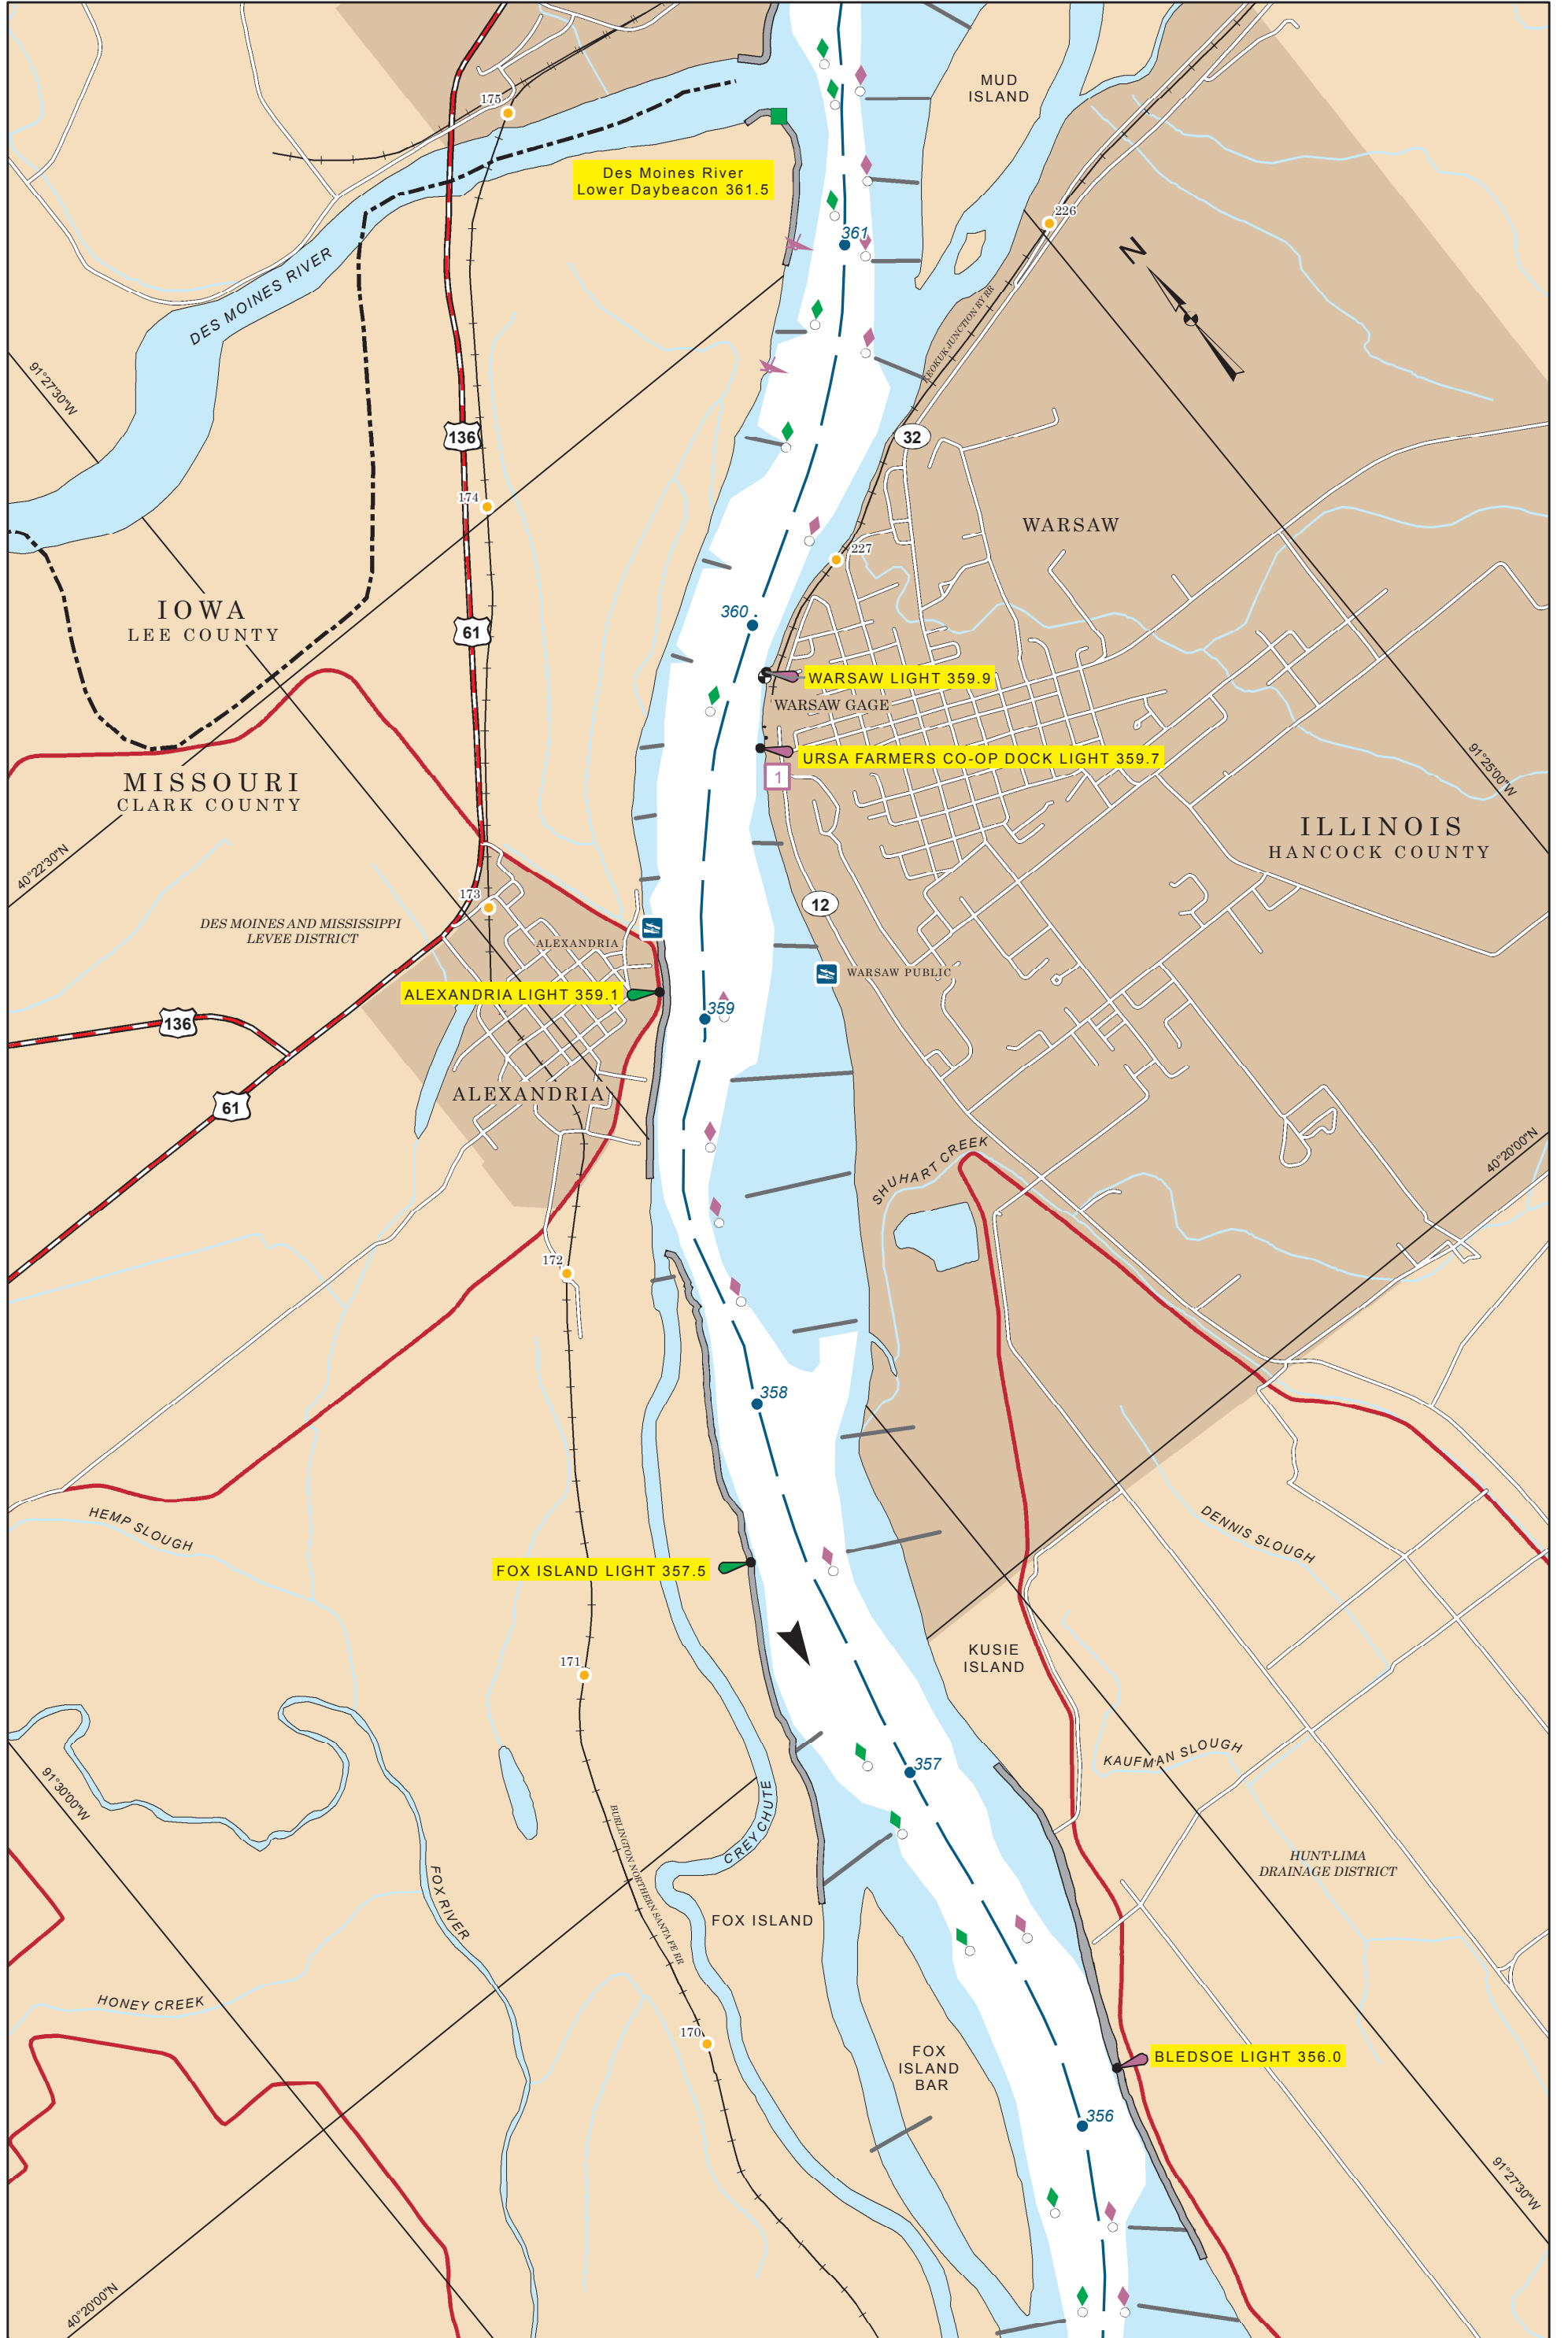 MUD
ISLAND
175
Des Moines River
Lower Daybeacon 361.5
226
361
N
DES MOINES RIVER
KEOKUK JUNCTION RY RR
91°27'30"W
136
32
174
WARSAW
227
IOWA
LEE COUNTY
360
61
WARSAW LIGHT 359.9
WARSAW GAGE
URSA FARMERS CO-OP DOCK LIGHT 359.7
1
91°25'00"W
MISSOURI
CLARK COUNTY
ILLINOIS
HANCOCK COUNTY
40°22'30"N
173
12
DES MOINES AND MISSISSIPPI
LEVEE DISTRICT
ALEXANDRIA
WARSAW PUBLIC
ALEXANDRIA LIGHT 359.1
359
136
61
ALEXANDRIA
SHUHART CREEK
40°20'00"N
172
358
HEMP SLOUGH
DENNIS SLOUGH
FOX ISLAND LIGHT 357.5
KUSIE
ISLAND
171
357
KAUFMAN SLOUGH
91°30'00"W
BURLINGTON NORTHERN SANTA FE RR
CREY CHUTE
HUNT-LIMA
DRAINAGE DISTRICT
FOX RIVER
FOX ISLAND
HONEY CREEK
170
FOX
ISLAND
BAR
BLEDSOE LIGHT 356.0
356
91°27'30"W
40°20'00"N